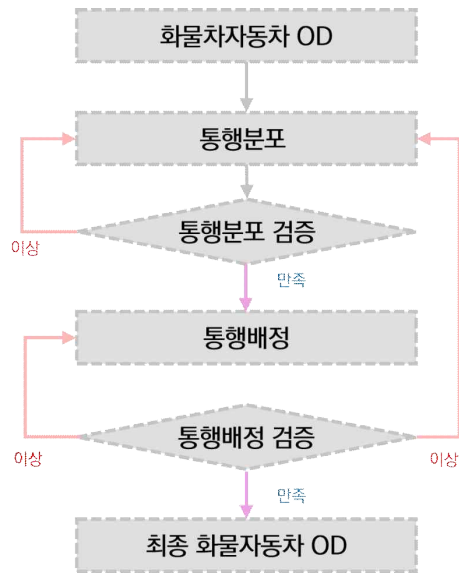 화물차자동차 OD
통행분포
통행분포 검증
이상
만족
통행배정
통행배정 검증
이상
이상
만족
최종 화물자동차 OD